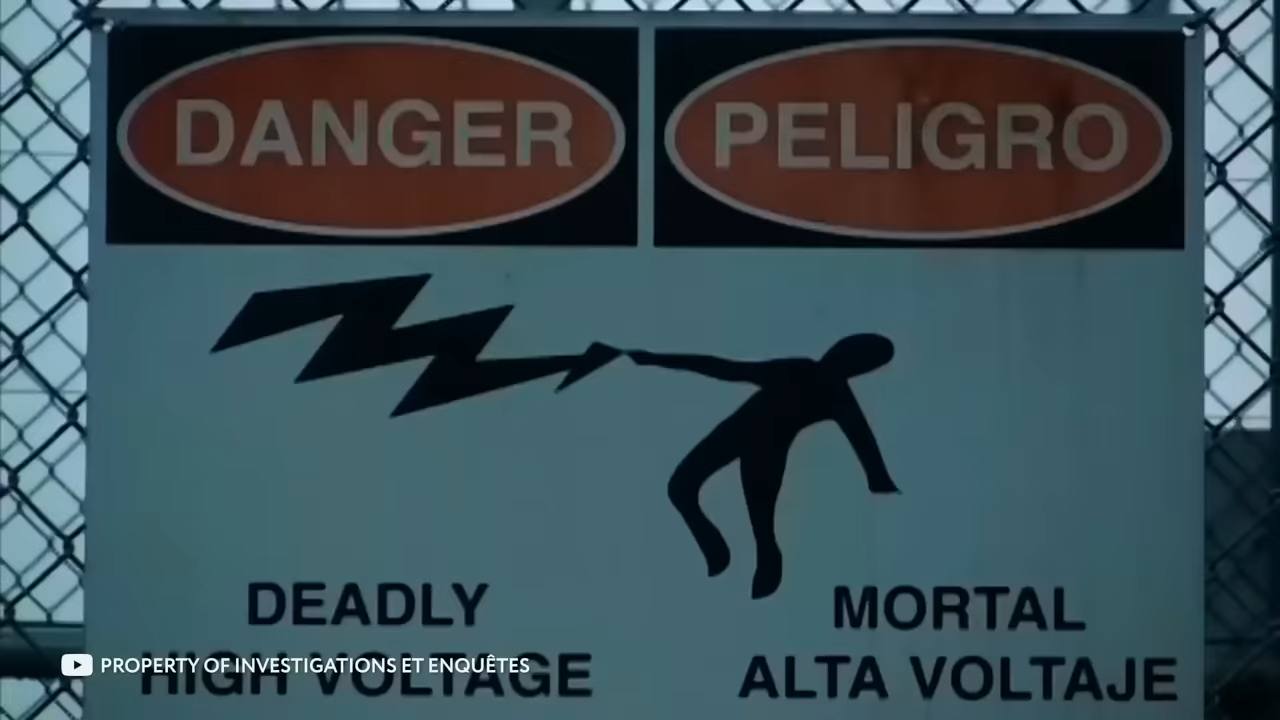 DANGER
PELIGRO
DEADLY
HIGH VOLTAGE
MORTAL
ALTA VOLTAJE
PROPERTY OF INVESTIGATIONS ET ENQUÊTES